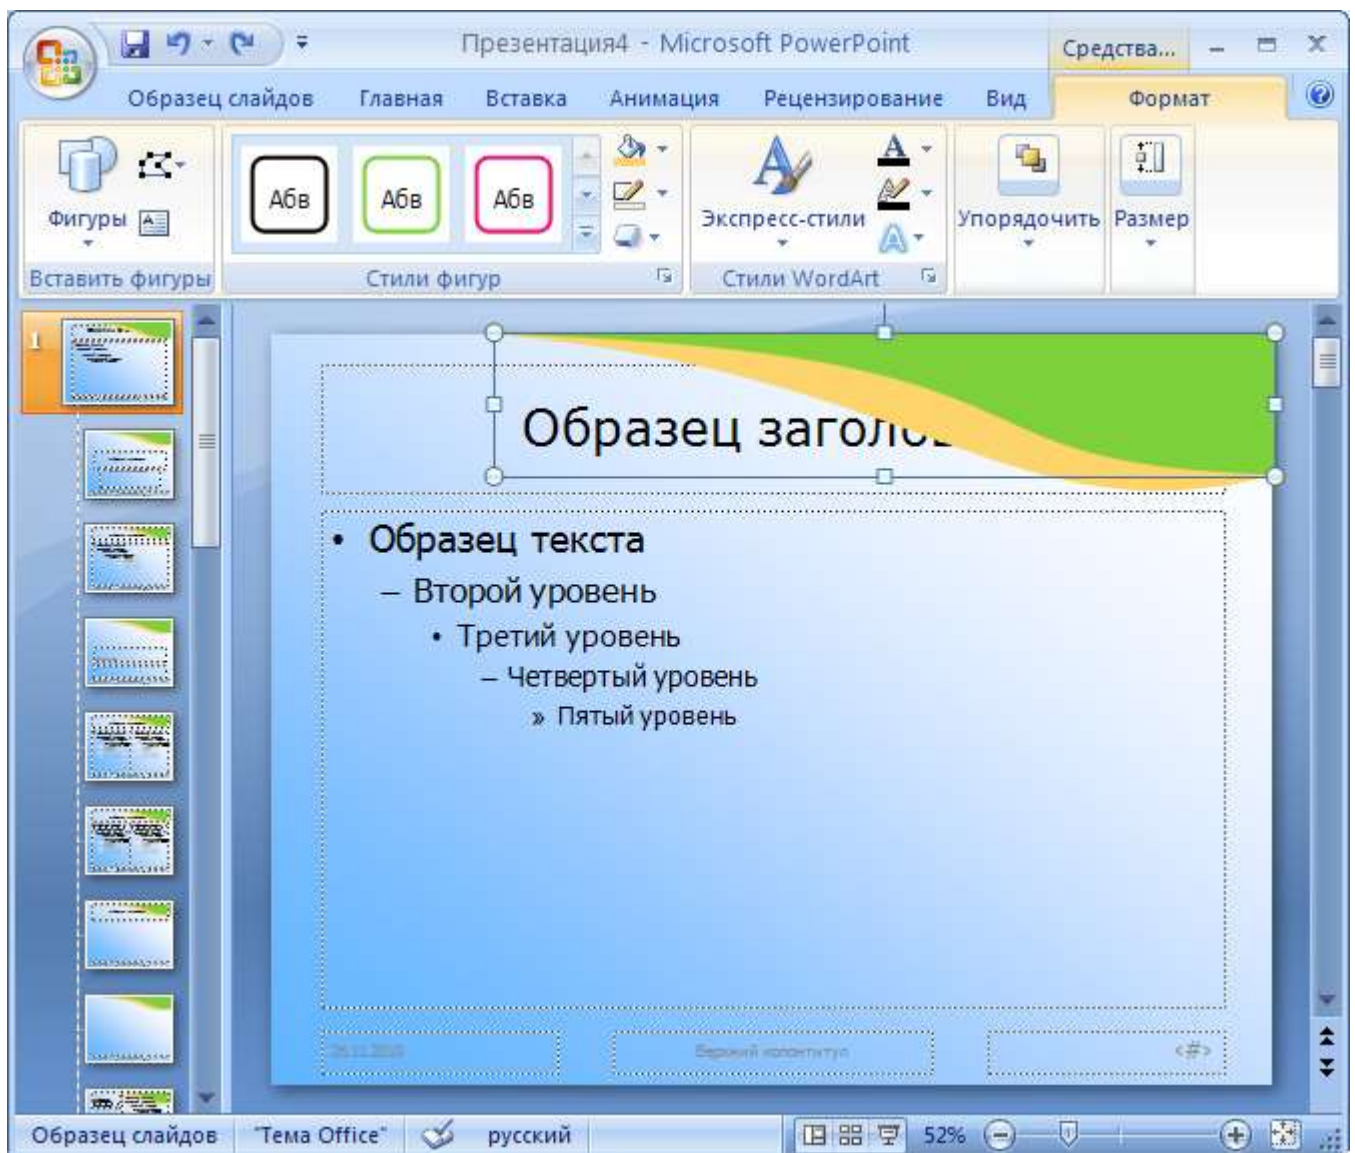 Презентация4 - Microsoft PowerPoint
Средства...
Образец слайдов Главная Вставка Анимация Рецензирование Вид Формат
Абв Абв Абв
Фигуры
Экспресс-стили
Упорядочить
Размер
Вставить фигуры
Стили фигур
Стили WordArt
1
Образец заголов
• Образец текста
– Второй уровень
• Третий уровень
– Четвертый уровень
» Пятый уровень
<#>
Образец слайдов "Тема Office" русский 52%